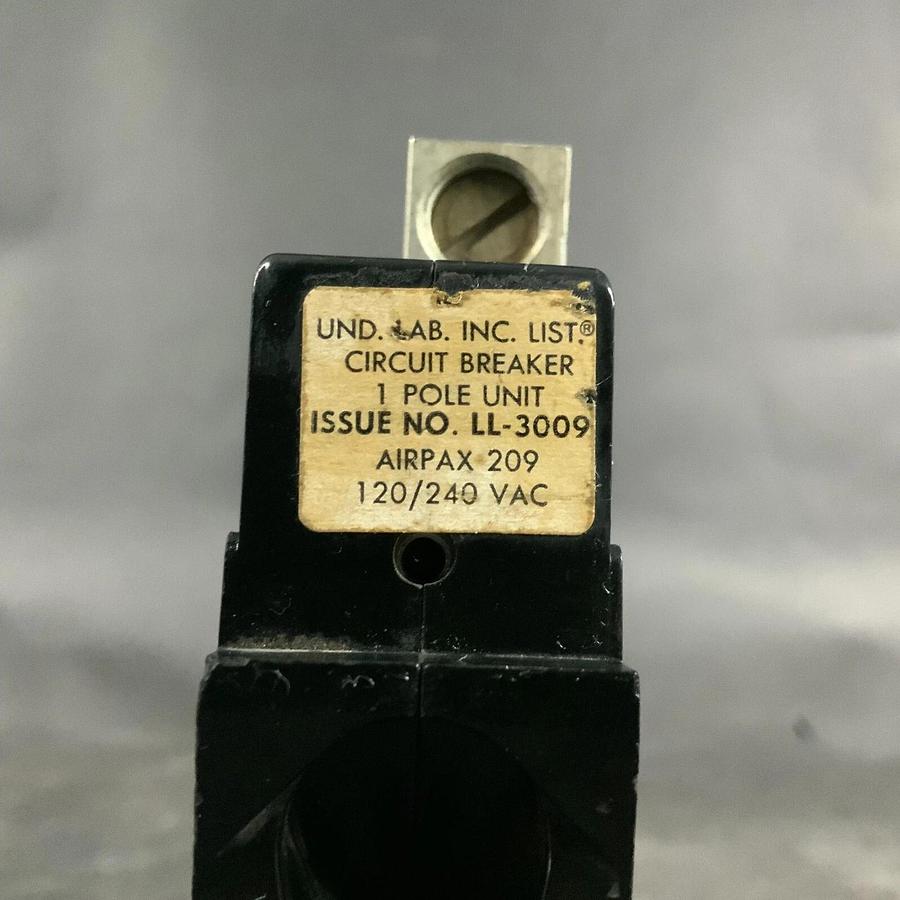 UND. LAB. INC. LIST.®
CIRCUIT BREAKER
1 POLE UNIT
ISSUE NO. LL-3009
AIRPAX 209
120/240 VAC